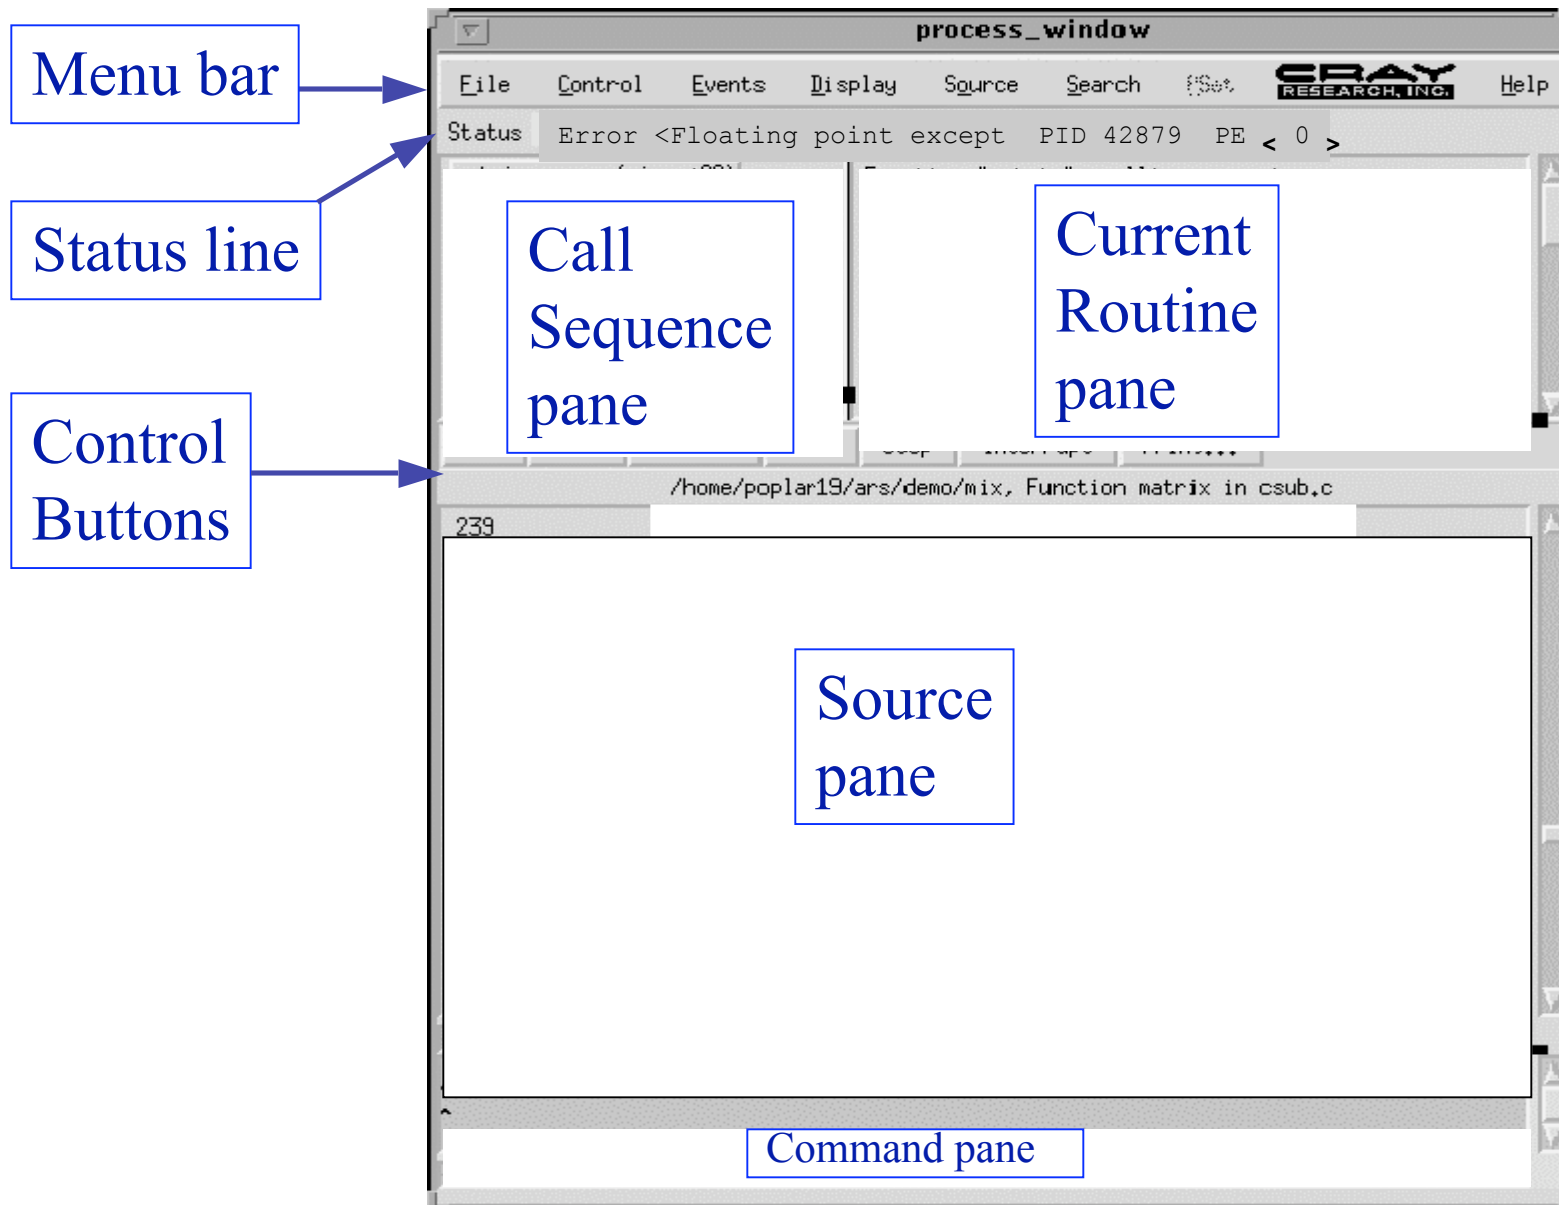 process_window
Menu bar
File Control Events Display Source Search PSet CRAY RESEARCH, INC. Help
Status Error <Floating point except PID 42879 PE < 0 >
Status line
Call
Sequence
pane
Current
Routine
pane
Control
Buttons
/home/poplar19/ars/demo/mix, Function matrix in csub.c
239
Source
pane
^
Command pane